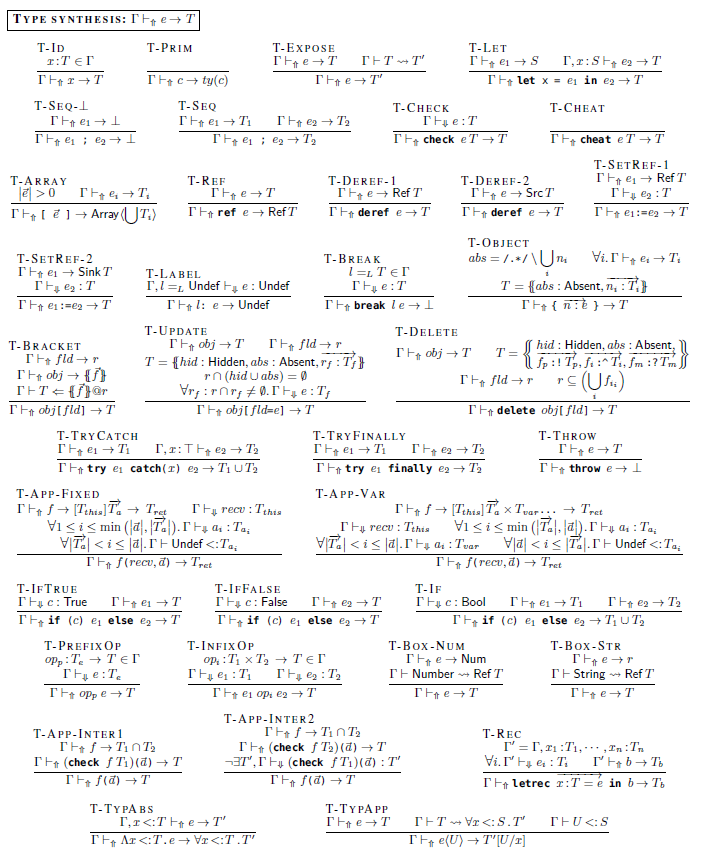 TYPE SYNTHESIS: Γ ⊢⇑ e → T
T-ID T-PRIM T-EXPOSE T-LET
x : T ∈ Γ Γ ⊢⇑ e → T Γ ⊢ T ⇝ T′ Γ ⊢⇑ e₁ → S Γ, x : S ⊢⇑ e₂ → T
Γ ⊢⇑ x → T Γ ⊢⇑ c → ty(c) Γ ⊢⇑ e → T′ Γ ⊢⇑ let x = e₁ in e₂ → T
T-SEQ-⊥ T-SEQ T-CHECK T-CHEAT
Γ ⊢⇑ e₁ → ⊥ Γ ⊢⇑ e₁ → T₁ Γ ⊢⇑ e₂ → T₂ Γ ⊢⇓ e : T
Γ ⊢⇑ e₁ ; e₂ → ⊥ Γ ⊢⇑ e₁ ; e₂ → T₂ Γ ⊢⇑ check e T → T Γ ⊢⇑ cheat e T → T
T-ARRAY T-REF T-DEREF-1 T-DEREF-2 T-SETREF-1
|e⃗| > 0 Γ ⊢⇑ eᵢ → Tᵢ Γ ⊢⇑ e → T Γ ⊢⇑ e → Ref T Γ ⊢⇑ e → Src T Γ ⊢⇑ e₁ → Ref T
Γ ⊢⇓ e₂ : T
Γ ⊢⇑ [ e⃗ ] → Array⟨⋃Tᵢ⟩ Γ ⊢⇑ ref e → Ref T Γ ⊢⇑ deref e → T Γ ⊢⇑ deref e → T Γ ⊢⇑ e₁:=e₂ → T
T-SETREF-2 T-LABEL T-BREAK T-OBJECT
Γ ⊢⇑ e₁ → Sink T l =L T ∈ Γ abs = /.*/ \ ⋃ᵢ nᵢ ∀i. Γ ⊢⇑ eᵢ → Tᵢ
Γ ⊢⇓ e₂ : T Γ, l =L Undef ⊢⇓ e : Undef Γ ⊢⇓ e : T T = {{abs : Absent, nᵢ : Tᵢ}}
Γ ⊢⇑ e₁:=e₂ → T Γ ⊢⇑ l: e → Undef Γ ⊢⇑ break l e → ⊥ Γ ⊢⇑ { n : e } → T
T-BRACKET T-UPDATE T-DELETE
Γ ⊢⇑ fld → r Γ ⊢⇑ obj → T Γ ⊢⇑ fld → r Γ ⊢⇑ obj → T T = {{hid : Hidden, abs : Absent, fp :! Tp, fi :^ Ti, fm :? Tm}}
Γ ⊢⇑ obj → {{f⃗}} T = {{hid : Hidden, abs : Absent, rf : Tf}}
Γ ⊢ T ⇐ {{f⃗}}@r r ∩ (hid ∪ abs) = ∅ Γ ⊢⇑ fld → r r ⊆ (⋃ᵢ fiᵢ)
∀rf : r ∩ rf ≠ ∅. Γ ⊢⇓ e : Tf
Γ ⊢⇑ obj[fld] → T Γ ⊢⇑ obj[fld=e] → T Γ ⊢⇑ delete obj[fld] → T
T-TRYCATCH T-TRYFINALLY T-THROW
Γ ⊢⇑ e₁ → T₁ Γ, x : ⊤ ⊢⇑ e₂ → T₂ Γ ⊢⇑ e₁ → T₁ Γ ⊢⇑ e₂ → T₂ Γ ⊢⇑ e → T
Γ ⊢⇑ try e₁ catch(x) e₂ → T₁ ∪ T₂ Γ ⊢⇑ try e₁ finally e₂ → T₂ Γ ⊢⇑ throw e → ⊥
T-APP-FIXED T-APP-VAR
Γ ⊢⇑ f → [Tthis]T⃗a → Tret Γ ⊢⇓ recv : Tthis Γ ⊢⇑ f → [Tthis]T⃗a × Tvar... → Tret
∀1 ≤ i ≤ min(|a⃗|, |T⃗a|). Γ ⊢⇓ aᵢ : Taᵢ Γ ⊢⇓ recv : Tthis ∀1 ≤ i ≤ min(|T⃗a|, |a⃗|). Γ ⊢⇓ aᵢ : Taᵢ
∀|T⃗a| < i ≤ |a⃗|. Γ ⊢ Undef <: Taᵢ ∀|T⃗a| < i ≤ |a⃗|. Γ ⊢⇓ aᵢ : Tvar ∀|a⃗| < i ≤ |T⃗a|. Γ ⊢ Undef <: Taᵢ
Γ ⊢⇑ f(recv, a⃗) → Tret Γ ⊢⇑ f(recv, a⃗) → Tret
T-IFTRUE T-IFFALSE T-IF
Γ ⊢⇓ c : True Γ ⊢⇑ e₁ → T Γ ⊢⇓ c : False Γ ⊢⇑ e₂ → T Γ ⊢⇓ c : Bool Γ ⊢⇑ e₁ → T₁ Γ ⊢⇑ e₂ → T₂
Γ ⊢⇑ if (c) e₁ else e₂ → T Γ ⊢⇑ if (c) e₁ else e₂ → T Γ ⊢⇑ if (c) e₁ else e₂ → T₁ ∪ T₂
T-PREFIXOP T-INFIXOP T-BOX-NUM T-BOX-STR
opp : Te → T ∈ Γ opi : T₁ × T₂ → T ∈ Γ Γ ⊢⇑ e → Num Γ ⊢⇑ e → r
Γ ⊢⇓ e : Te Γ ⊢⇓ e₁ : T₁ Γ ⊢⇓ e₂ : T₂ Γ ⊢ Number ⇝ Ref T Γ ⊢ String ⇝ Ref T
Γ ⊢⇑ opp e → T Γ ⊢⇑ e₁ opi e₂ → T Γ ⊢⇑ e → T Γ ⊢⇑ e → T
T-APP-INTER1 T-APP-INTER2 T-REC
Γ ⊢⇑ f → T₁ ∩ T₂ Γ ⊢⇑ f → T₁ ∩ T₂ Γ′ = Γ, x₁ : T₁, ⋯ , xn : Tn
Γ ⊢⇑ (check f T₂)(a⃗) → T
Γ ⊢⇑ (check f T₁)(a⃗) → T ¬∃T′, Γ ⊢⇓ (check f T₁)(a⃗) : T′ ∀i. Γ′ ⊢⇓ eᵢ : Tᵢ Γ′ ⊢⇑ b → Tb
Γ ⊢⇑ f(a⃗) → T Γ ⊢⇑ f(a⃗) → T Γ ⊢⇑ letrec x : T = e in b → Tb
T-TYPABS T-TYPAPP
Γ, x <: T ⊢⇑ e → T′ Γ ⊢⇑ e → T Γ ⊢ T ⇝ ∀x <: S . T′ Γ ⊢ U <: S
Γ ⊢⇑ Λx <: T . e → ∀x <: T . T′ Γ ⊢⇑ e⟨U⟩ → T′[U/x]